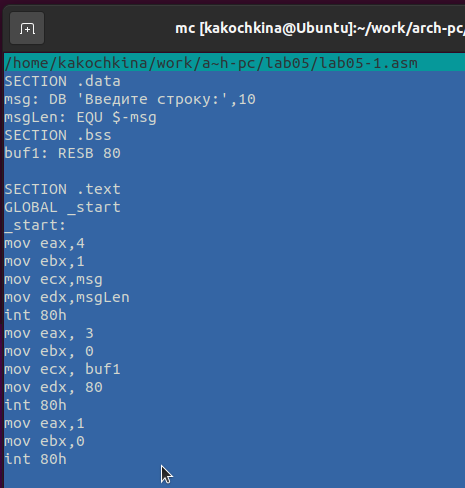 mc [kakochkina@Ubuntu]:~/work/arch-pc/
/home/kakochkina/work/a~h-pc/lab05/lab05-1.asm
SECTION .data
msg: DB 'Введите строку:',10
msgLen: EQU $-msg
SECTION .bss
buf1: RESB 80

SECTION .text
GLOBAL _start
_start:
mov eax,4
mov ebx,1
mov ecx,msg
mov edx,msgLen
int 80h
mov eax, 3
mov ebx, 0
mov ecx, buf1
mov edx, 80
int 80h
mov eax,1
mov ebx,0
int 80h